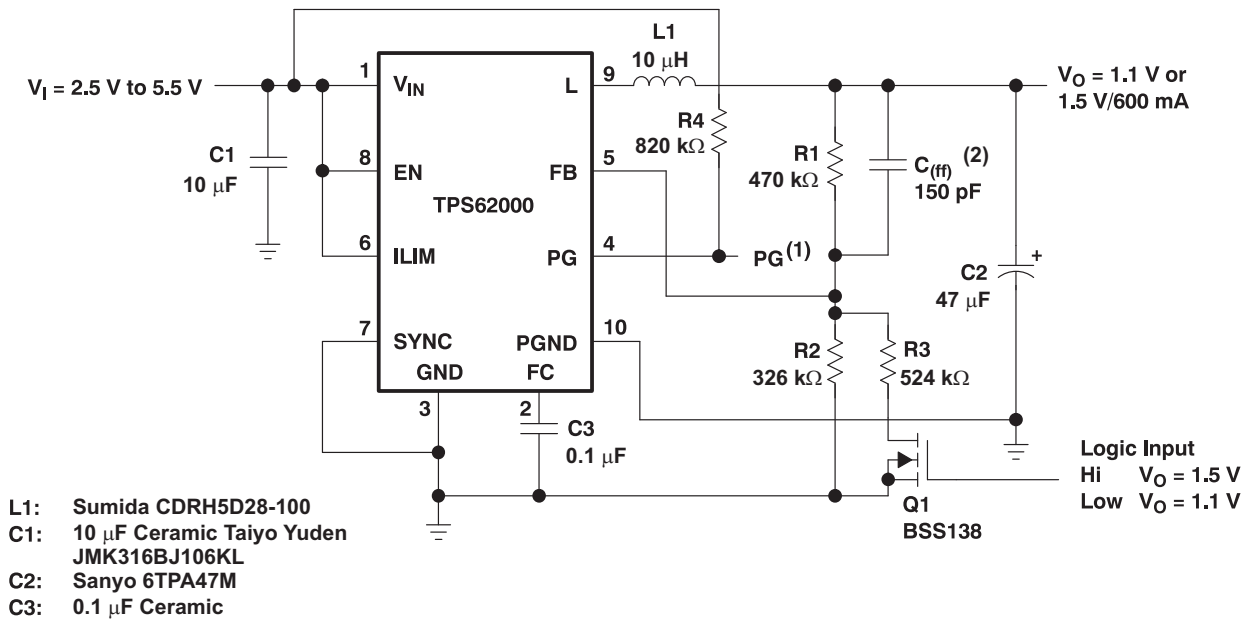 V_I = 2.5 V to 5.5 V
C1
10 μF
1
V_IN
8
EN
6
ILIM
7
SYNC
GND
3
TPS62000
L
9
FB
5
PG
4
PGND
10
FC
2
C3
0.1 μF
L1
10 μH
R4
820 kΩ
PG(1)
R1
470 kΩ
C(ff) (2)
150 pF
R2
326 kΩ
R3
524 kΩ
C2
47 μF
+
V_O = 1.1 V or
1.5 V/600 mA
Q1
BSS138
Logic Input
Hi V_O = 1.5 V
Low V_O = 1.1 V
L1: Sumida CDRH5D28-100
C1: 10 μF Ceramic Taiyo Yuden
JMK316BJ106KL
C2: Sanyo 6TPA47M
C3: 0.1 μF Ceramic